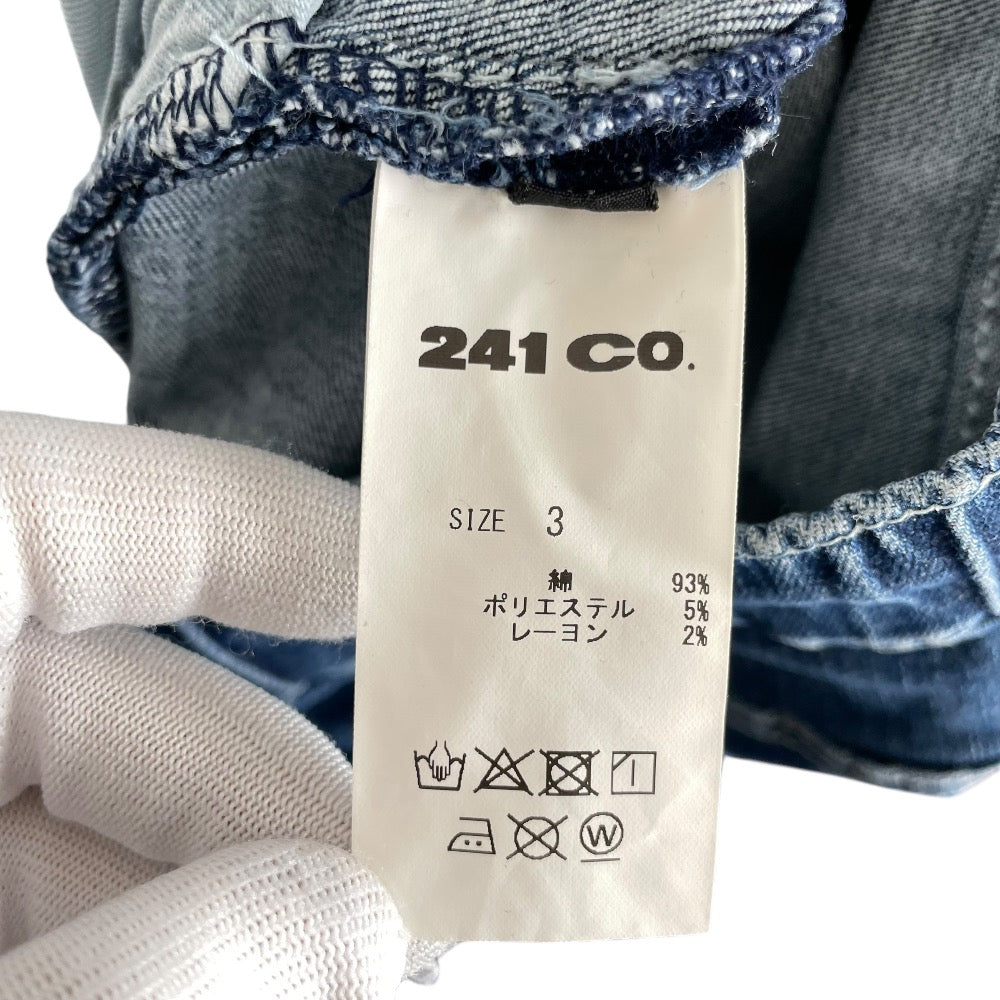 241 CO.
SIZE 3
綿 93%
ポリエステル 5%
レーヨン 2%
W